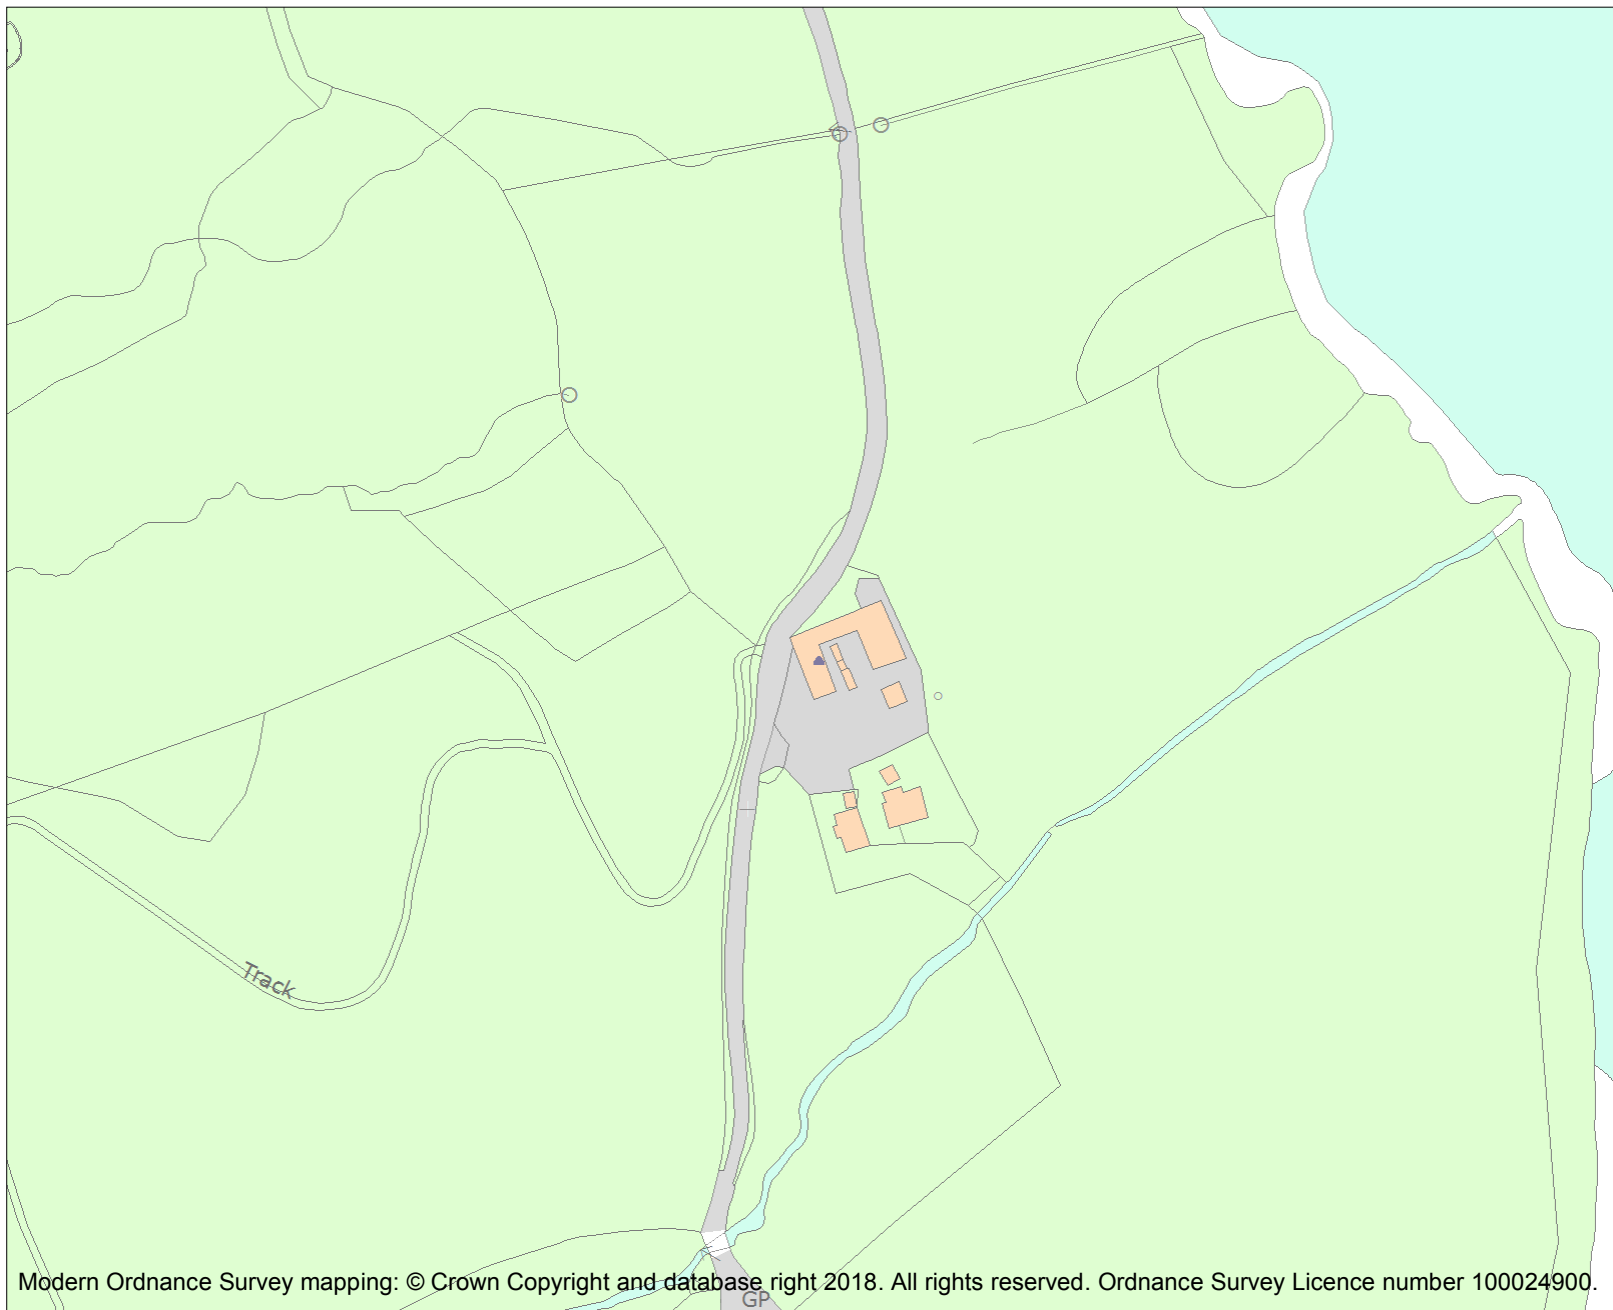 Track
Modern Ordnance Survey mapping: © Crown Copyright and database right 2018. All rights reserved. Ordnance Survey Licence number 100024900.
GP